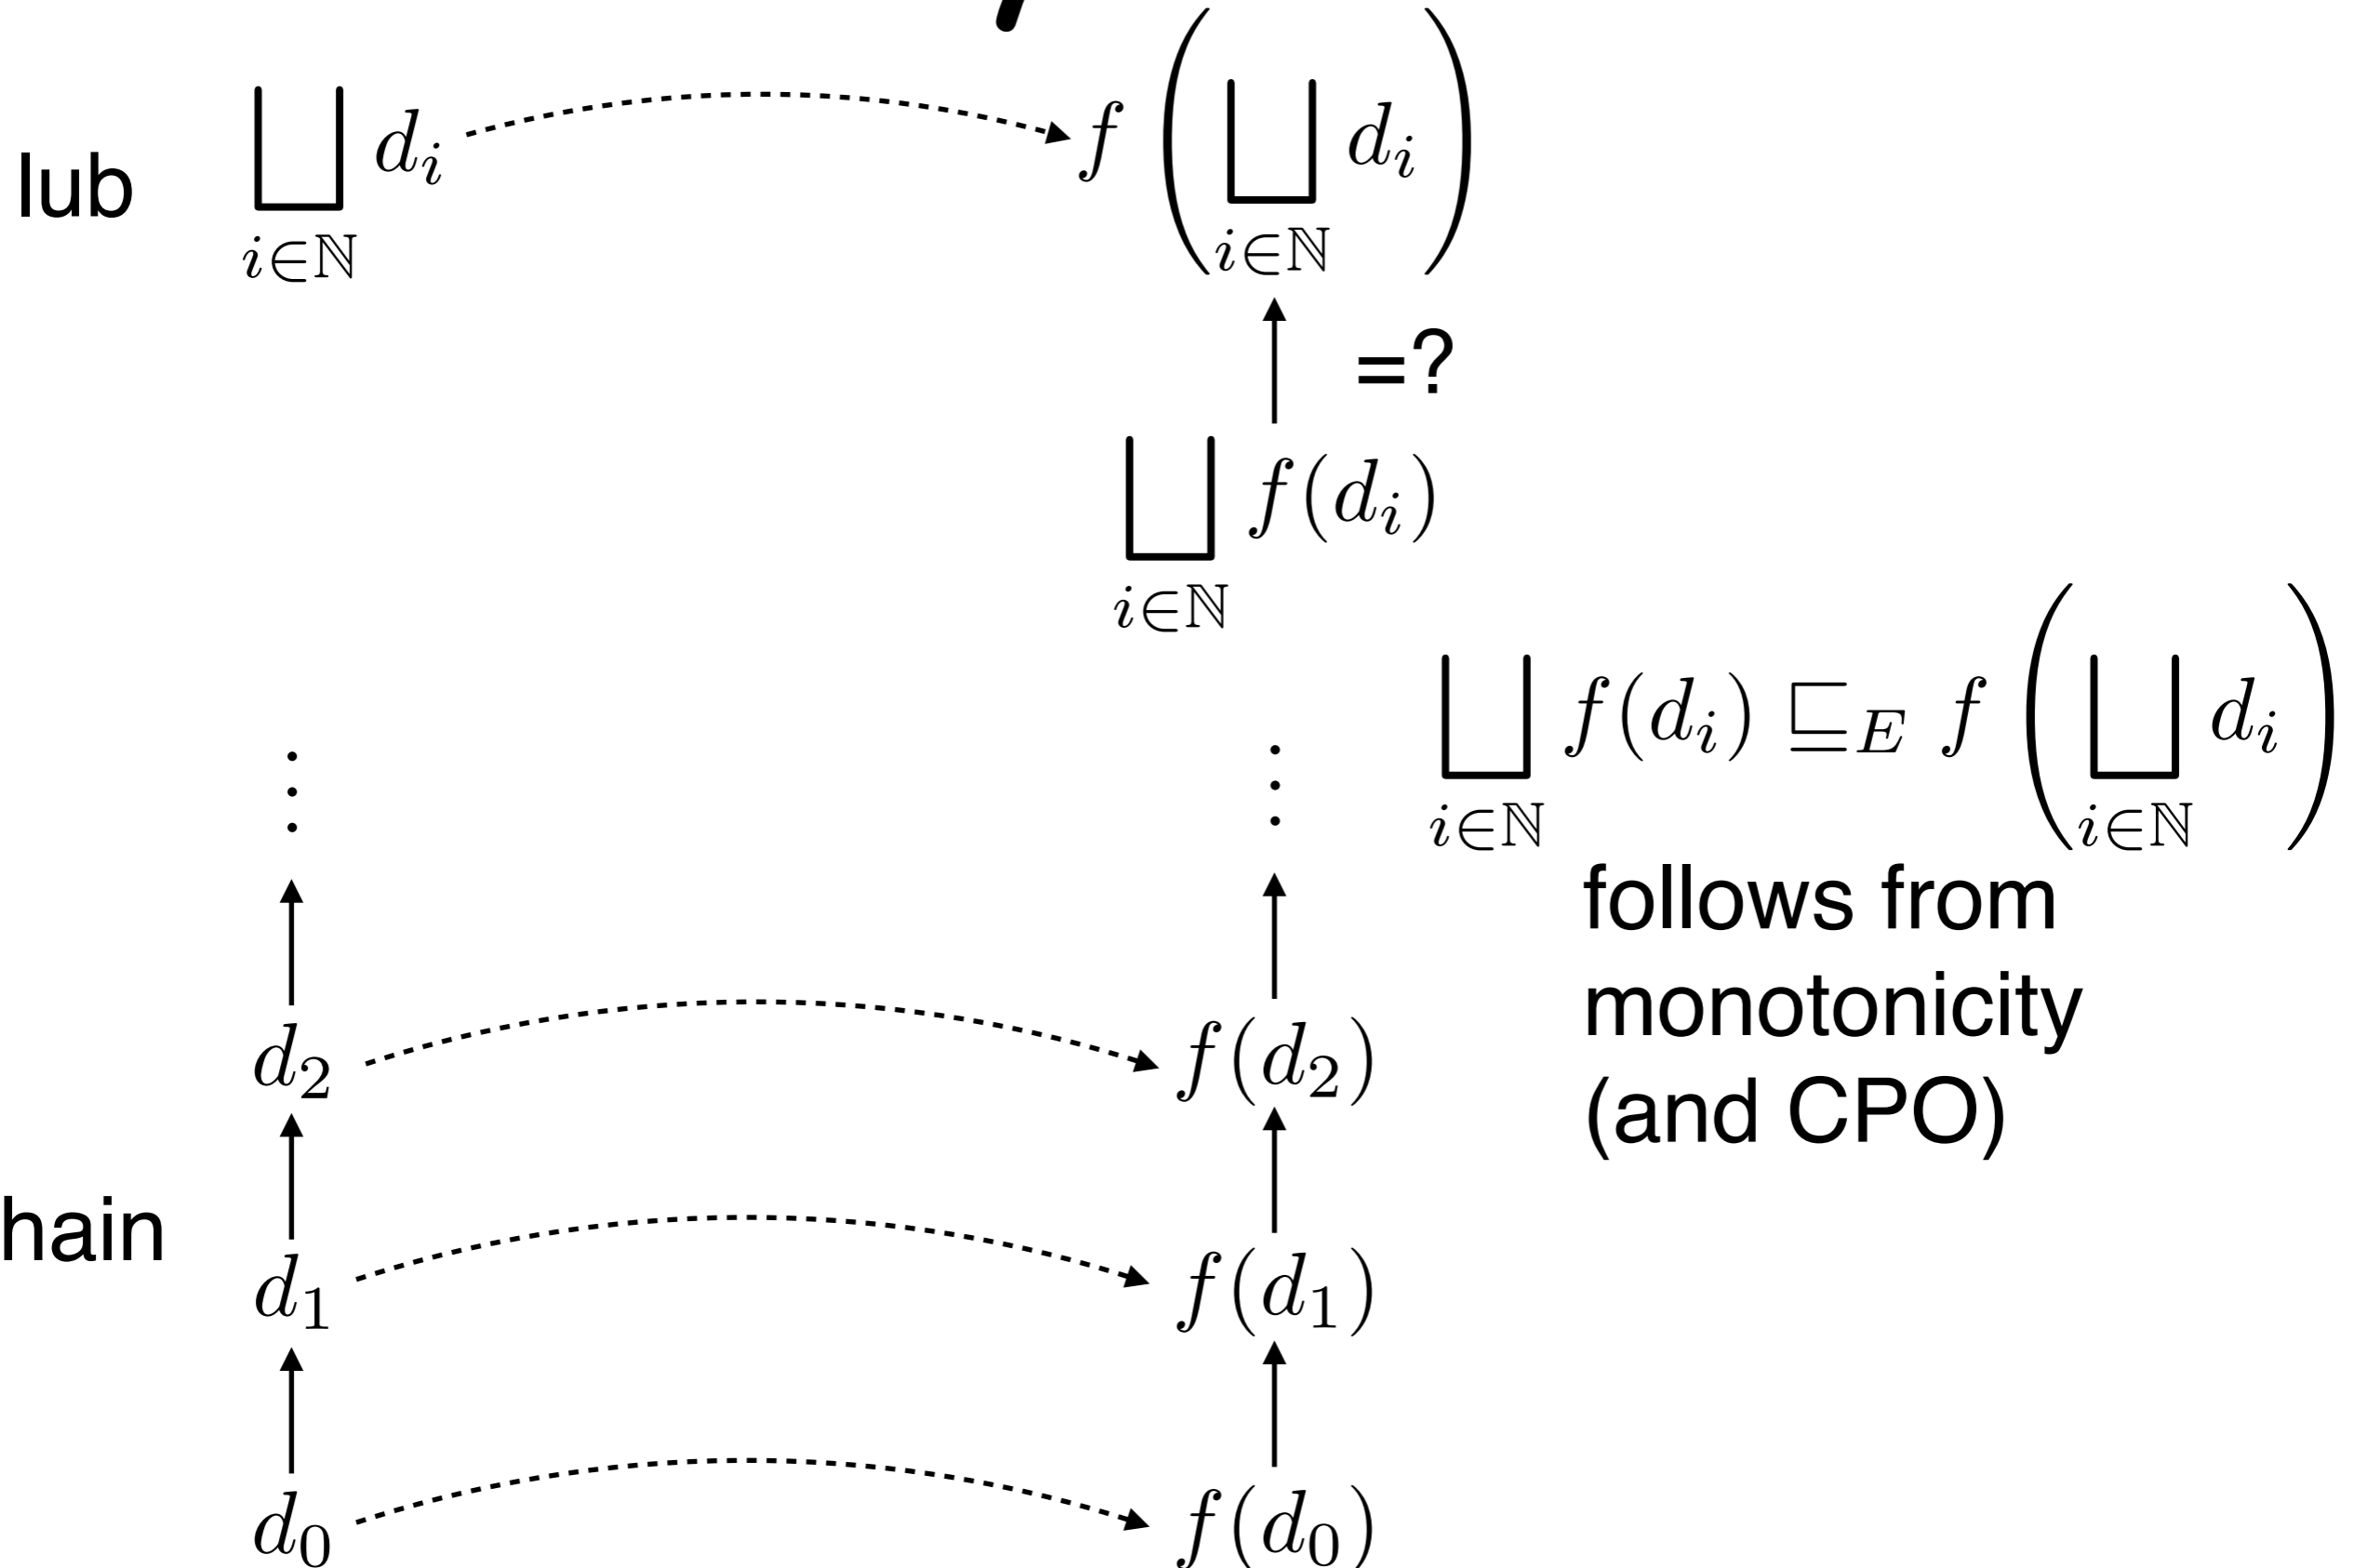 lub
⨆_{i∈ℕ} d_i
f(⨆_{i∈ℕ} d_i)
=?
⨆_{i∈ℕ} f(d_i)
⨆_{i∈ℕ} f(d_i) ⊑_E f(⨆_{i∈ℕ} d_i)
follows from
monotonicity
(and CPO)
⋮ ⋮
d_2 f(d_2)
hain
d_1 f(d_1)
d_0 f(d_0)